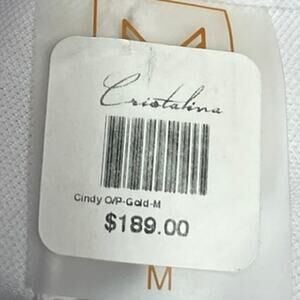 Cristalina
Cindy O/P-Gold-M
$189.00
M